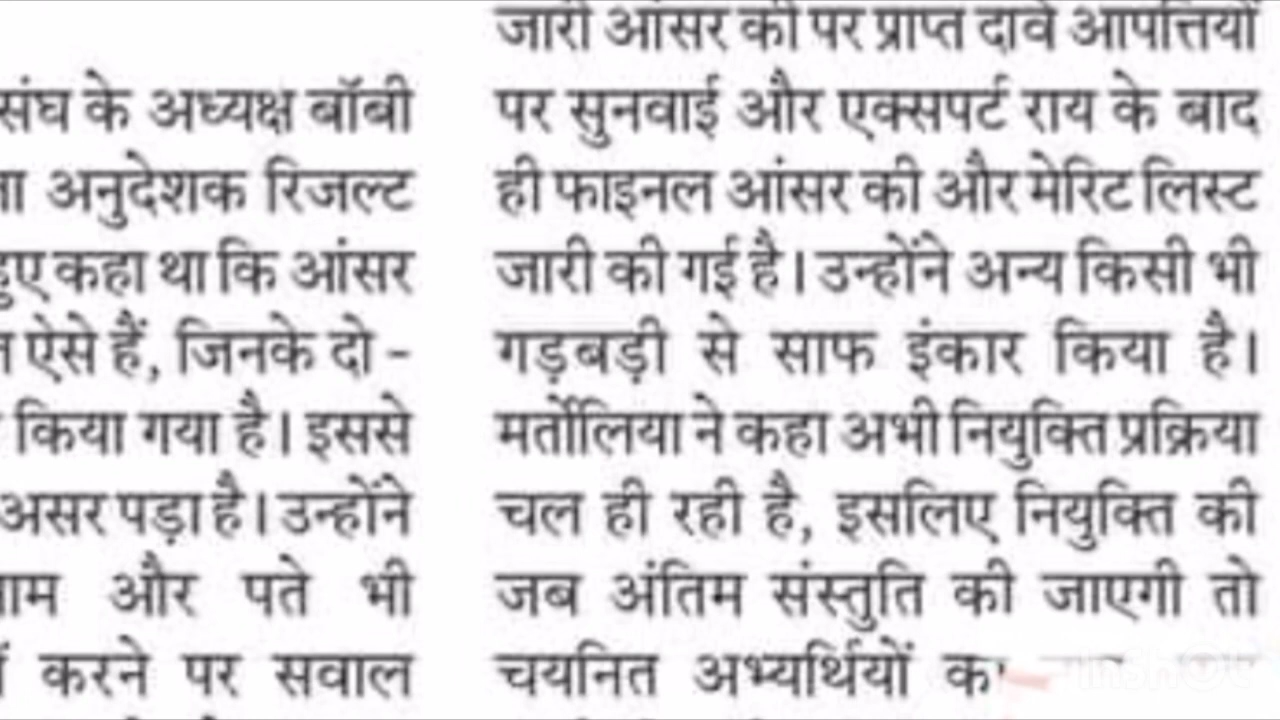 संघ के अध्यक्ष बॉबी
अनुदेशक रिजल्ट
हुए कहा था कि आंसर
ऐसे हैं, जिनके दो -
किया गया है। इससे
असर पड़ा है। उन्होंने
और पते भी
करने पर सवाल
जारी आंसर की पर प्राप्त दावे आपत्तियों
पर सुनवाई और एक्सपर्ट राय के बाद
ही फाइनल आंसर की और मेरिट लिस्ट
जारी की गई है। उन्होंने अन्य किसी भी
गड़बड़ी से साफ इंकार किया है।
मर्तोलिया ने कहा अभी नियुक्ति प्रक्रिया
चल ही रही है, इसलिए नियुक्ति की
जब अंतिम संस्तुति की जाएगी तो
चयनित अभ्यर्थियों